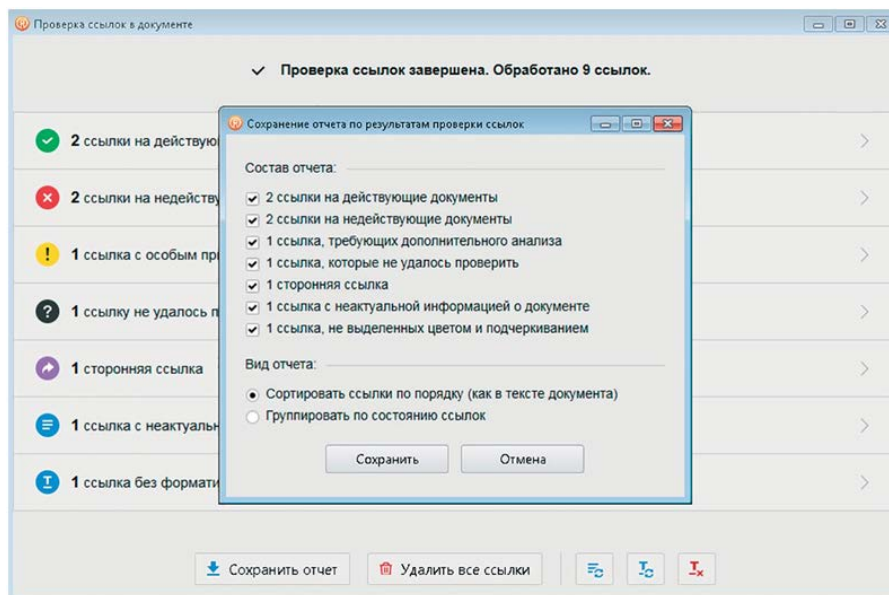 Проверка ссылок в документе
Проверка ссылок завершена. Обработано 9 ссылок.
Сохранение отчета по результатам проверки ссылок
2 ссылки на действую
2 ссылки на недейству
1 ссылка с особым пр
1 ссылку не удалось п
1 сторонняя ссылка
1 ссылка с неактуальн
1 ссылка без формати
Состав отчета:
2 ссылки на действующие документы
2 ссылки на недействующие документы
1 ссылка, требующих дополнительного анализа
1 ссылка, которые не удалось проверить
1 сторонняя ссылка
1 ссылка с неактуальной информацией о документе
1 ссылка, не выделенных цветом и подчеркиванием
Вид отчета:
Сортировать ссылки по порядку (как в тексте документа)
Группировать по состоянию ссылок
Сохранить Отмена
Сохранить отчет Удалить все ссылки